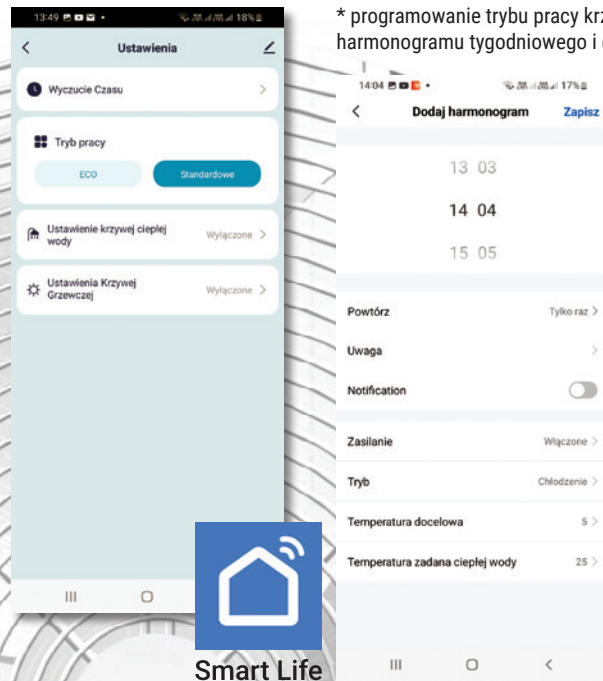 * programowanie trybu pracy
harmonogramu tygodniowego i
13:49
18%
Ustawienia
Wyczucie Czasu
Tryb pracy
ECO
Standardowe
Ustawienie krzywej ciepłej
wody
Wyłączone
Ustawienia Krzywej
Grzewczej
Wyłączone
Smart Life
14:04
17%
Dodaj harmonogram
Zapisz
13 03
14 04
15 05
Powtórz
Tylko raz
Uwaga
Notification
Zasilanie
Włączone
Tryb
Chłodzenie
Temperatura docelowa
5
Temperatura zadana ciepłej wody
25